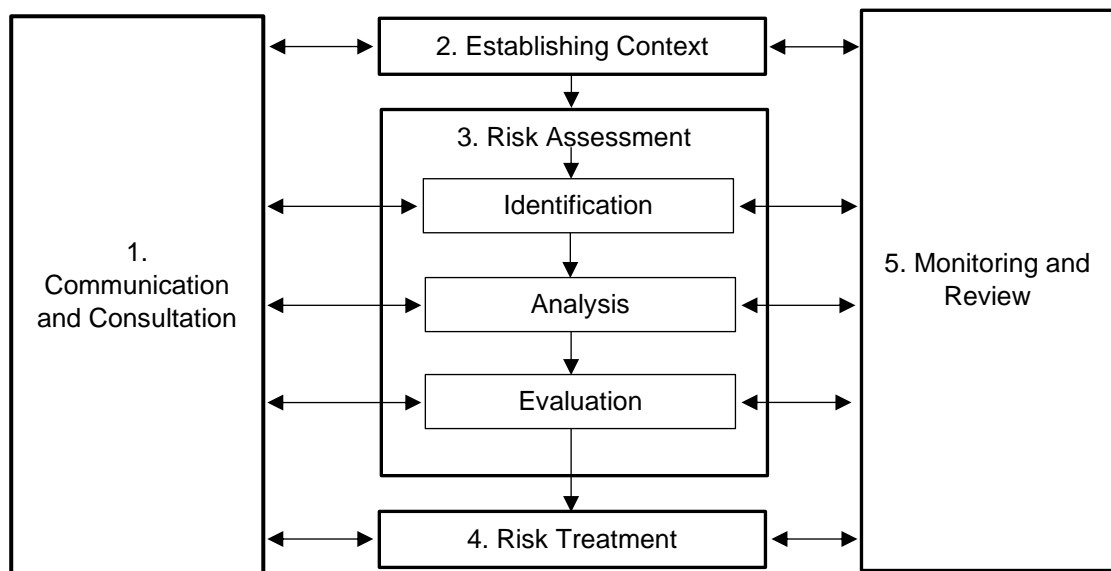 1.
Communication
and Consultation
2. Establishing Context
3. Risk Assessment
Identification
Analysis
Evaluation
4. Risk Treatment
5. Monitoring and
Review